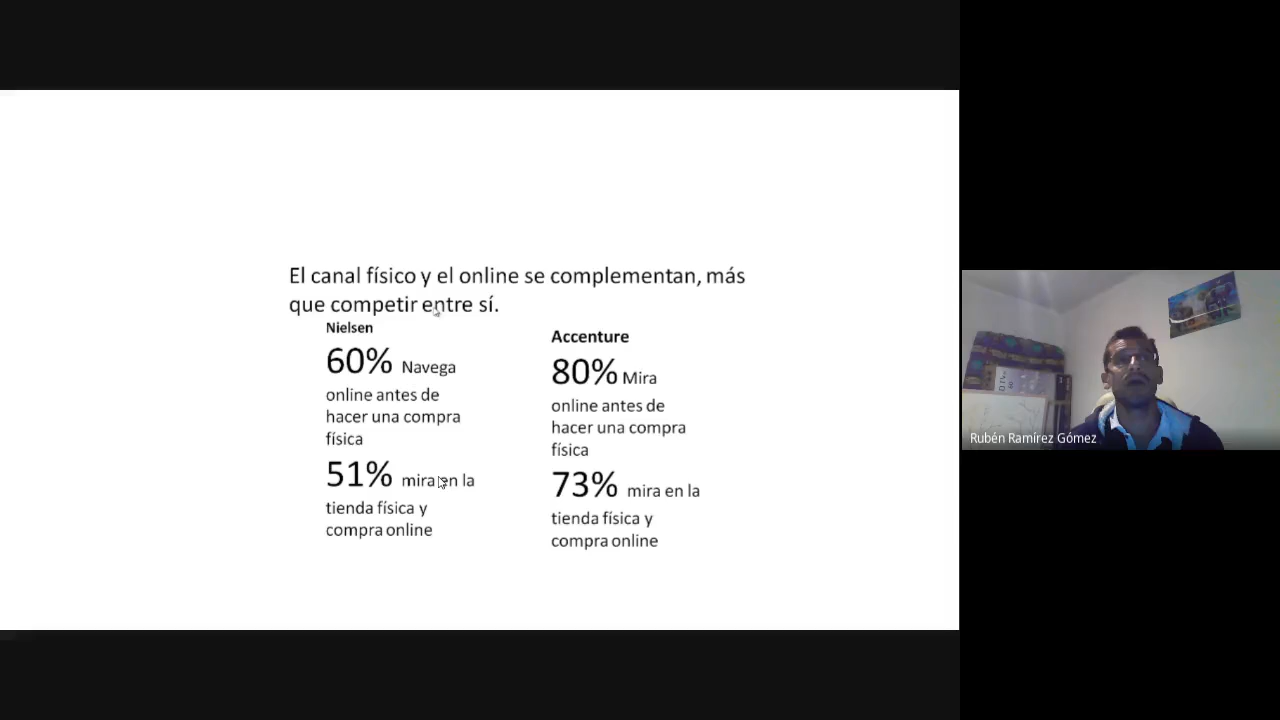 El canal físico y el online se complementan, más
que competir entre sí.
Nielsen
60% Navega
online antes de
hacer una compra
física
51% mira en la
tienda física y
compra online
Accenture
80% Mira
online antes de
hacer una compra
física
73% mira en la
tienda física y
compra online
Rubén Ramírez Gómez